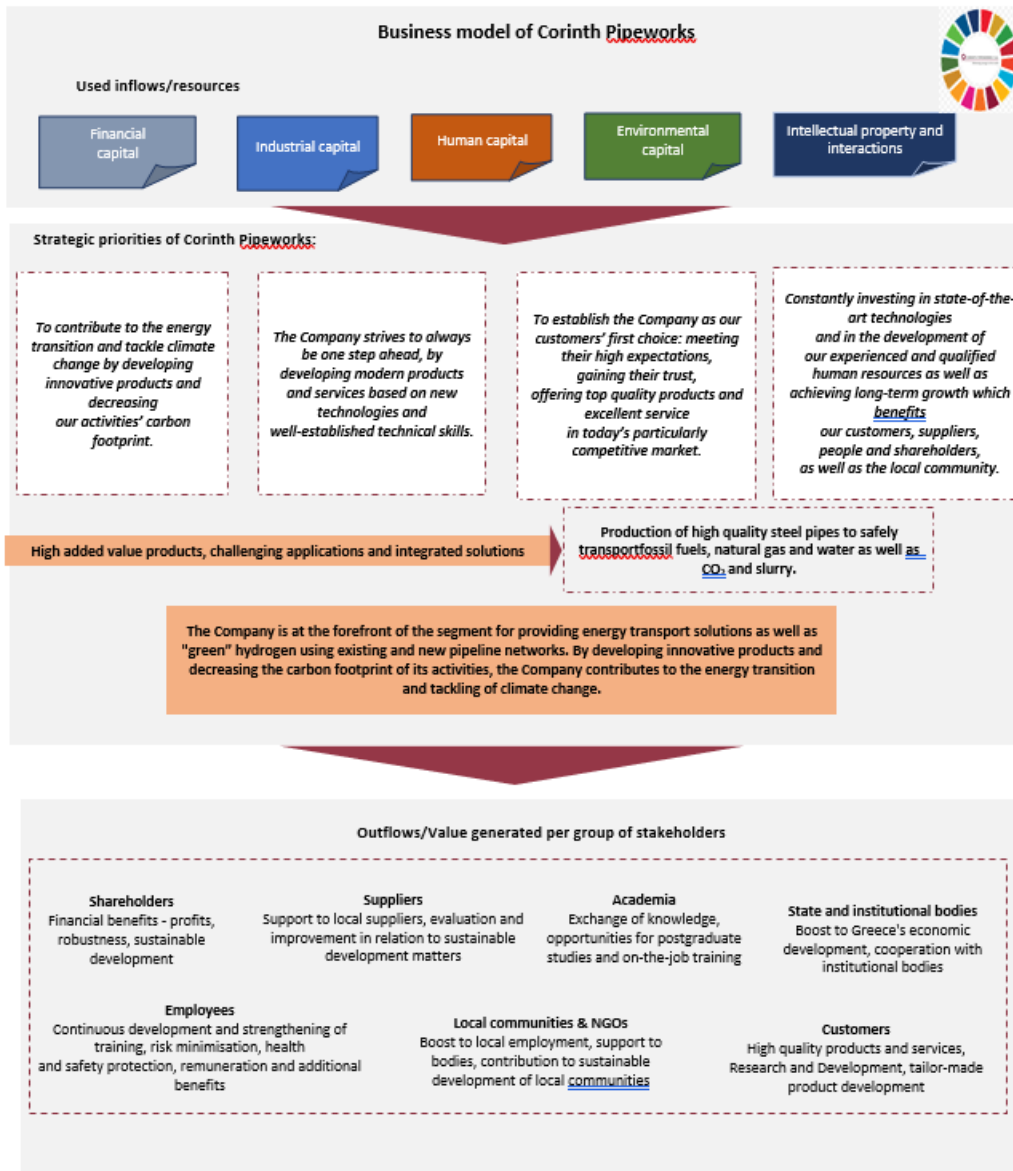 Business model of Corinth Pipeworks
Used inflows/resources
Financial
capital
Industrial capital
Human capital
Environmental
capital
Intellectual property and
interactions
Strategic priorities of Corinth Pipeworks:
To contribute to the energy
transition and tackle climate
change by developing
innovative products and
decreasing
our activities' carbon
footprint.
The Company strives to always
be one step ahead, by
developing modern products
and services based on new
technologies and
well-established technical skills.
To establish the Company as our
customers' first choice: meeting
their high expectations,
gaining their trust,
offering top quality products and
excellent service
in today's particularly
competitive market.
Constantly investing in state-of-the-
art technologies
and in the development of
our experienced and qualified
human resources as well as
achieving long-term growth which
benefits
our customers, suppliers,
people and shareholders,
as well as the local community.
High added value products, challenging applications and integrated solutions
Production of high quality steel pipes to safely
transportfossil fuels, natural gas and water as well as
CO₂ and slurry.
The Company is at the forefront of the segment for providing energy transport solutions as well as
"green" hydrogen using existing and new pipeline networks. By developing innovative products and
decreasing the carbon footprint of its activities, the Company contributes to the energy transition
and tackling of climate change.
Outflows/Value generated per group of stakeholders
Shareholders
Financial benefits - profits,
robustness, sustainable
development
Suppliers
Support to local suppliers, evaluation and
improvement in relation to sustainable
development matters
Academia
Exchange of knowledge,
opportunities for postgraduate
studies and on-the-job training
State and institutional bodies
Boost to Greece's economic
development, cooperation with
institutional bodies
Employees
Continuous development and strengthening of
training, risk minimisation, health
and safety protection, remuneration and additional
benefits
Local communities & NGOs
Boost to local employment, support to
bodies, contribution to sustainable
development of local communities
Customers
High quality products and services,
Research and Development, tailor-made
product development